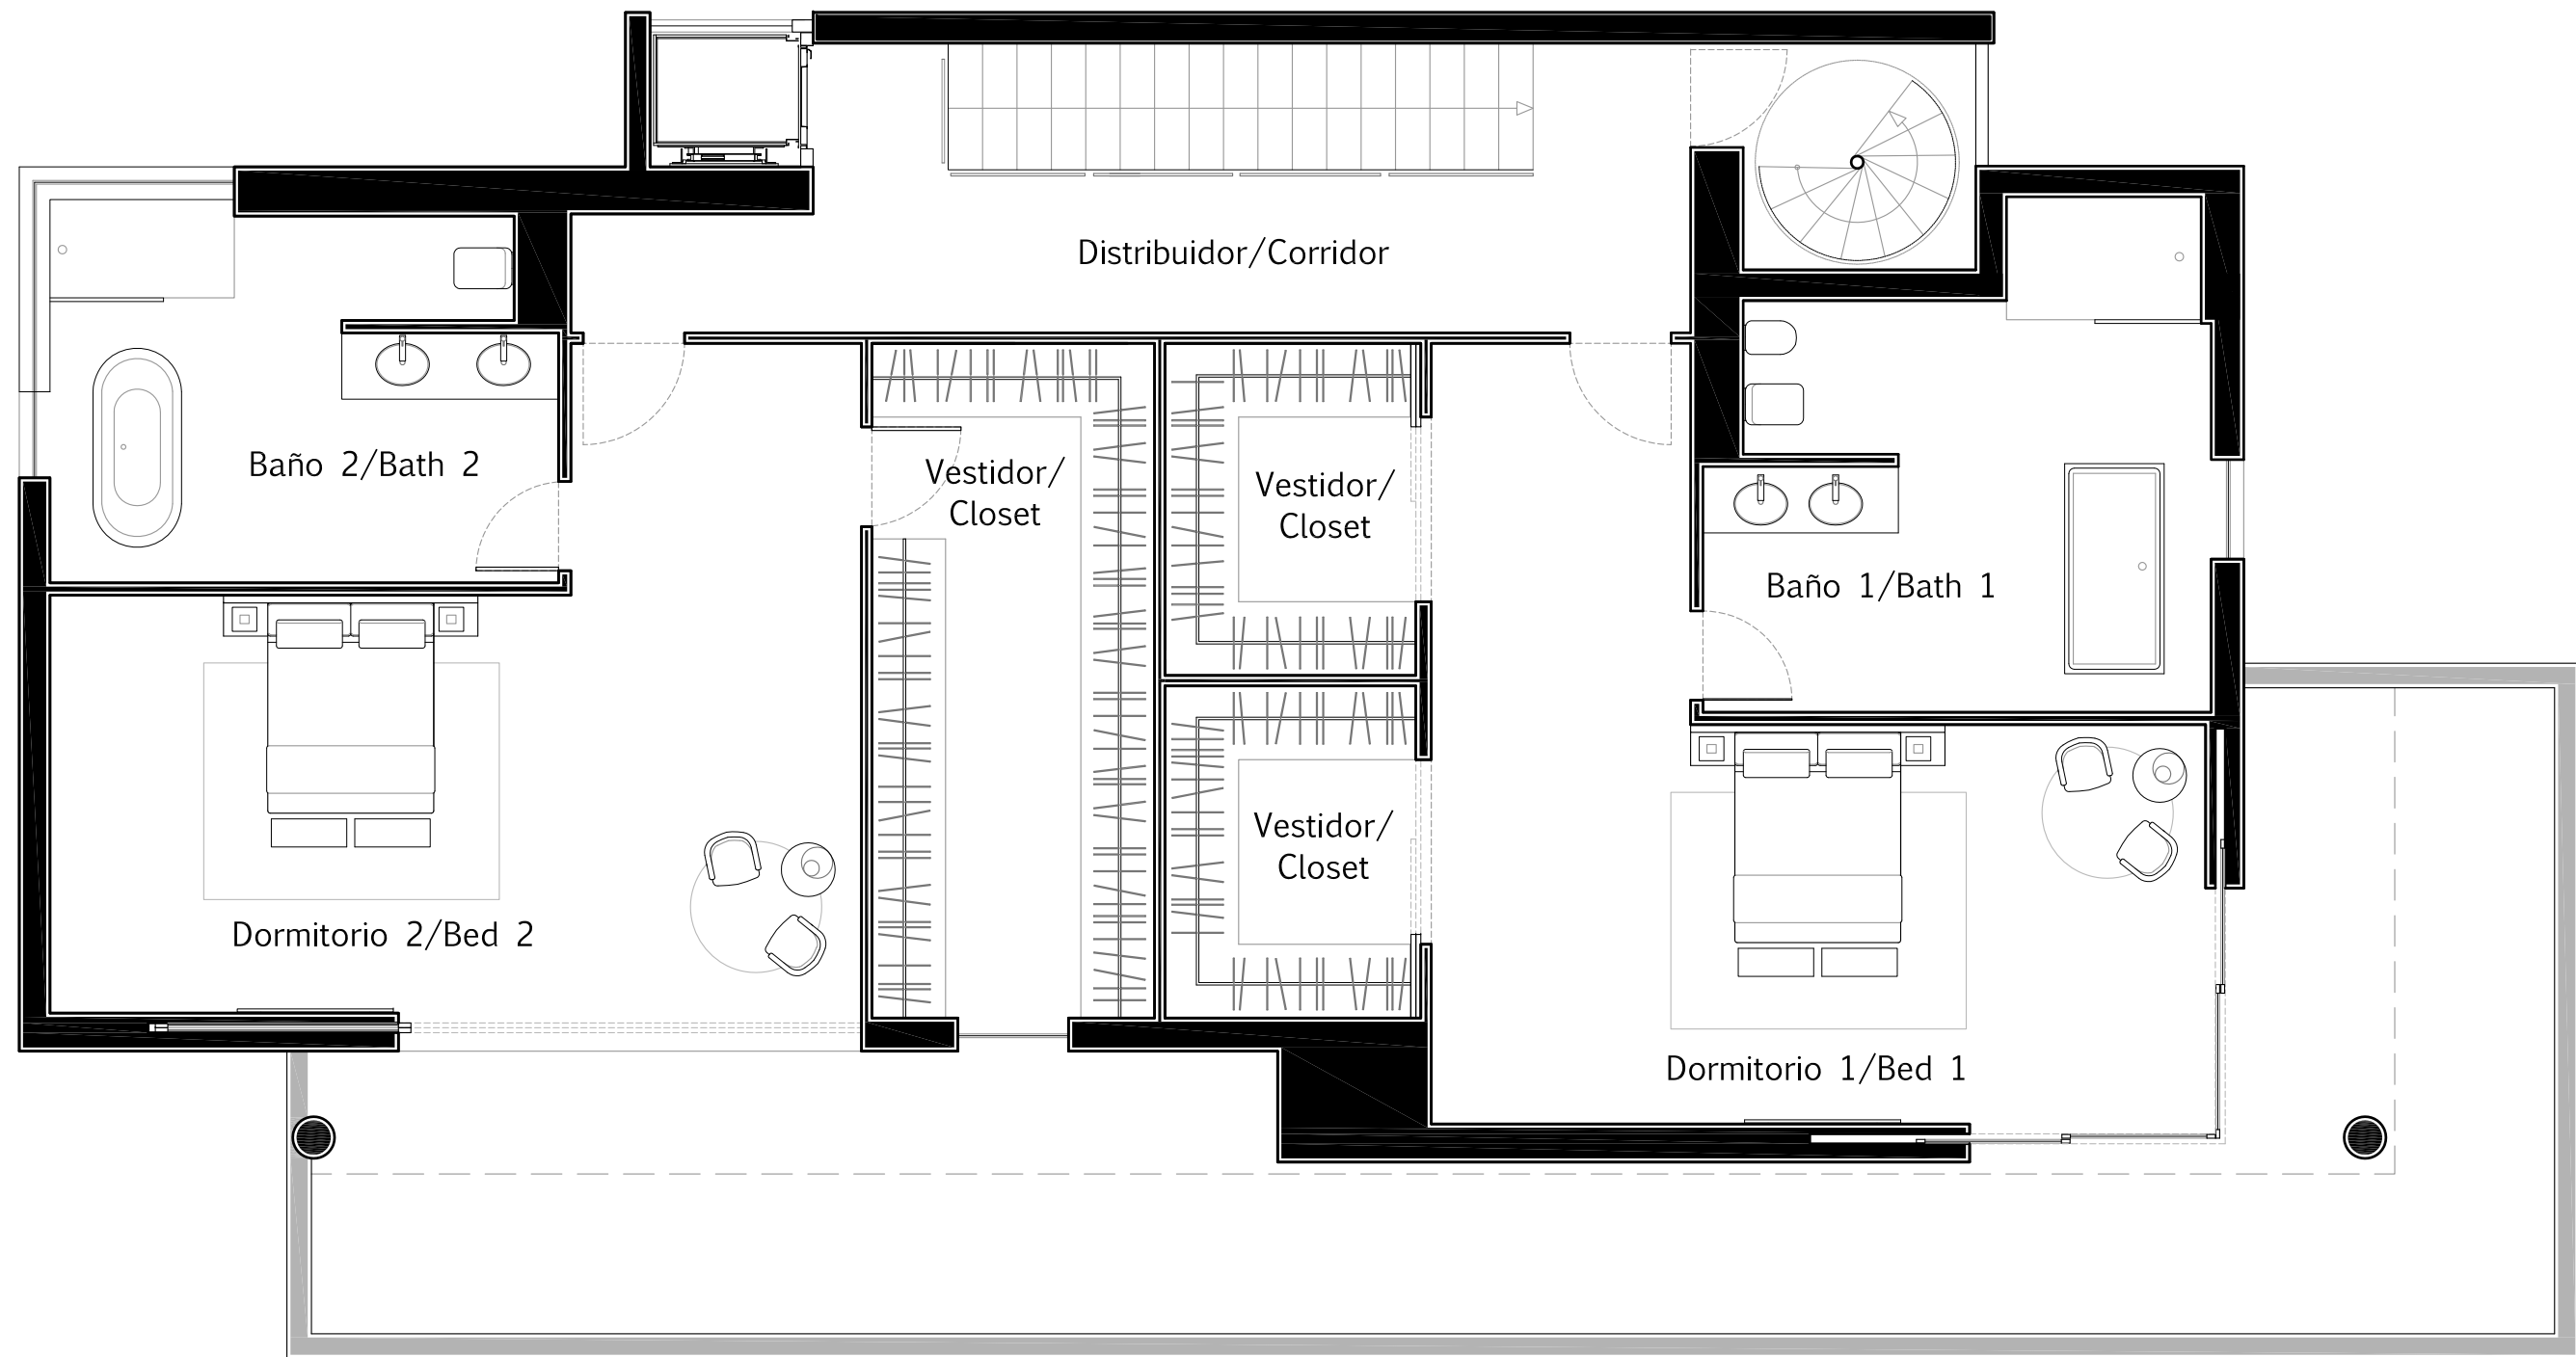 Distribuidor/Corridor
Baño 2/Bath 2
Vestidor/
Closet
Vestidor/
Closet
Baño 1/Bath 1
Vestidor/
Closet
Dormitorio 2/Bed 2
Dormitorio 1/Bed 1